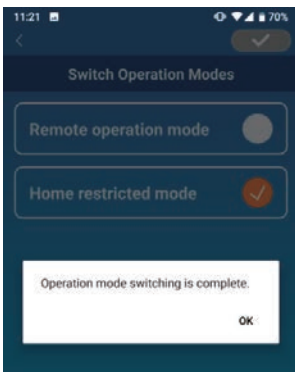 11:21
70%
Switch Operation Modes
Remote operation mode
Home restricted mode
Operation mode switching is complete.
OK